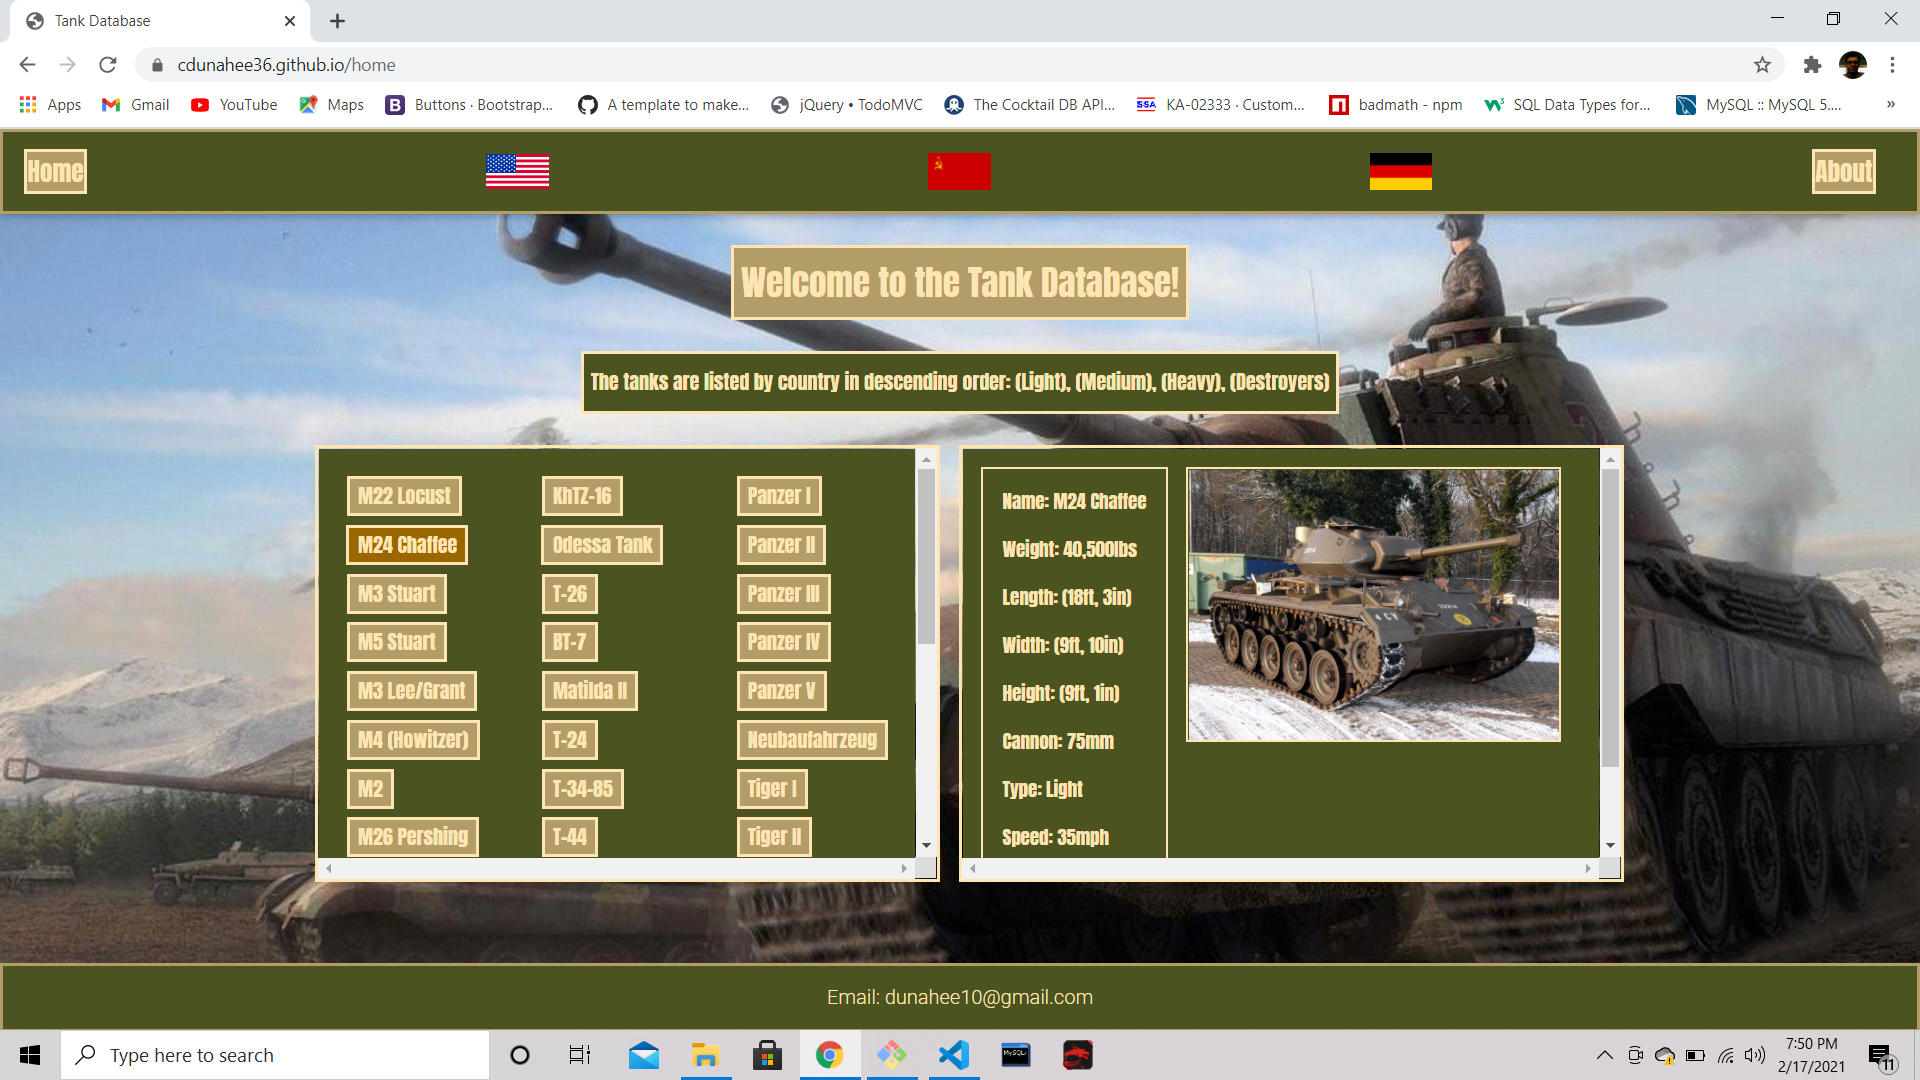 Tank Database
cdunahee36.github.io/home
Apps
Gmail
YouTube
Maps
Buttons · Bootstrap...
A template to make...
jQuery • TodoMVC
The Cocktail DB API...
SSA
KA-02333 · Custom...
badmath - npm
SQL Data Types for...
MySQL :: MySQL 5....
»
Home
About
Welcome to the Tank Database!
The tanks are listed by country in descending order: (Light), (Medium), (Heavy), (Destroyers)
M22 Locust
KhTZ-16
Panzer I
M24 Chaffee
Odessa Tank
Panzer II
M3 Stuart
T-26
Panzer III
M5 Stuart
BT-7
Panzer IV
M3 Lee/Grant
Matilda II
Panzer V
M4 (Howitzer)
T-24
Neubaufahrzeug
M2
T-34-85
Tiger I
M26 Pershing
T-44
Tiger II
Name: M24 Chaffee
Weight: 40,500lbs
Length: (18ft, 3in)
Width: (9ft, 10in)
Height: (9ft, 1in)
Cannon: 75mm
Type: Light
Speed: 35mph
Email: dunahee10@gmail.com
Type here to search
7:50 PM
2/17/2021
11